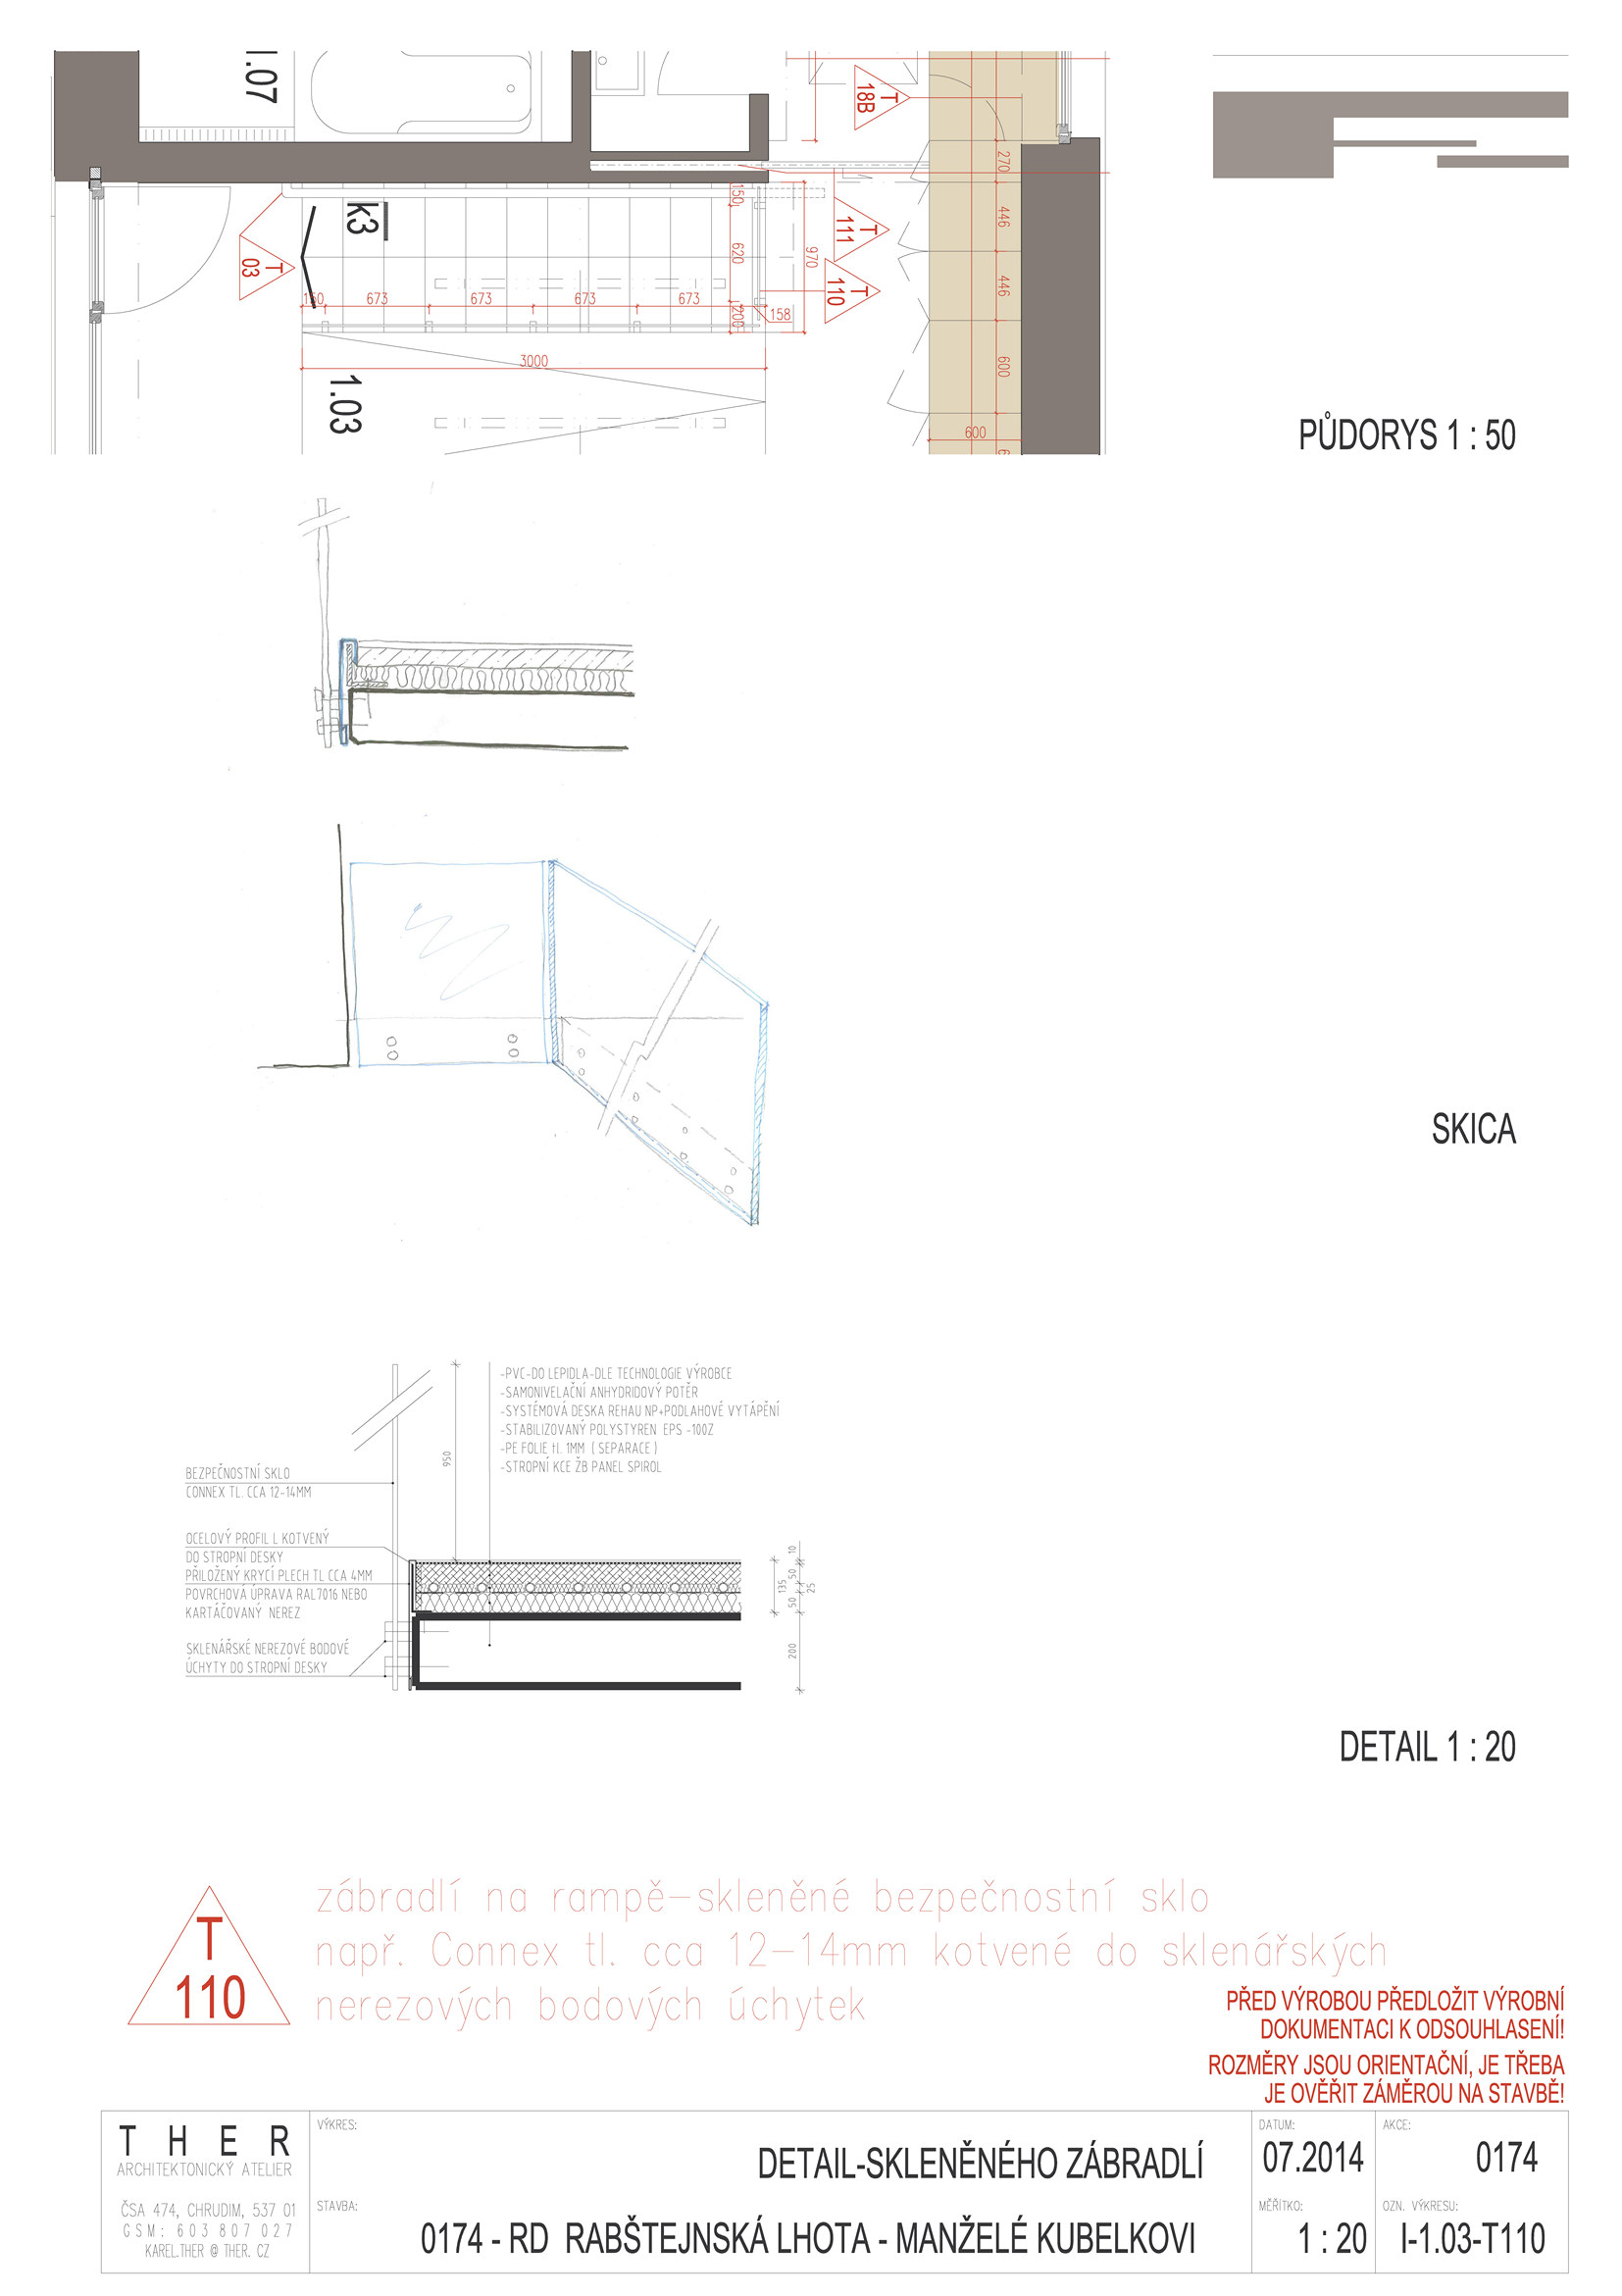 1.07
T
18B
k3
T
03
T
111
T
110
150
620
200
970
270
446
446
600
150
673
673
673
673
158
3000
600
1.03
PŮDORYS 1 : 50
SKICA
-PVC-DO LEPIDLA-DLE TECHNOLOGIE VÝROBCE
-SAMONIVELAČNÍ ANHYDRIDOVÝ POTĚR
-SYSTÉMOVÁ DESKA REHAU NP+PODLAHOVÉ VYTÁPĚNÍ
-STABILIZOVANÝ POLYSTYREN EPS -100Z
-PE FOLIE tl. 1MM ( SEPARACE )
-STROPNÍ KCE ŽB PANEL SPIROL
950
BEZPEČNOSTNÍ SKLO
CONNEX TL. CCA 12-14MM
OCELOVÝ PROFIL L KOTVENÝ
DO STROPNÍ DESKY
PŘILOŽENÝ KRYCÍ PLECH TL CCA 4MM
POVRCHOVÁ ÚPRAVA RAL7016 NEBO
KARTÁČOVANÝ NEREZ
SKLENÁŘSKÉ NEREZOVÉ BODOVÉ
ÚCHYTY DO STROPNÍ DESKY
135
10
50
25
50
200
DETAIL 1 : 20
T
110
zábradlí na rampě-skleněné bezpečnostní sklo
např. Connex tl. cca 12-14mm kotvené do sklenářských
nerezových bodových úchytek
PŘED VÝROBOU PŘEDLOŽIT VÝROBNÍ
DOKUMENTACI K ODSOUHLASENÍ!
ROZMĚRY JSOU ORIENTAČNÍ, JE TŘEBA
JE OVĚŘIT ZÁMĚROU NA STAVBĚ!
THER
ARCHITEKTONICKÝ ATELIER
ČSA 474, CHRUDIM, 537 01
GSM: 603 807 027
KAREL.THER @ THER. CZ
VÝKRES:
DETAIL-SKLENĚNÉHO ZÁBRADLÍ
STAVBA:
0174 - RD RABŠTEJNSKÁ LHOTA - MANŽELÉ KUBELKOVI
DATUM:
07.2014
MĚŘÍTKO:
1 : 20
AKCE:
0174
OZN. VÝKRESU:
I-1.03-T110